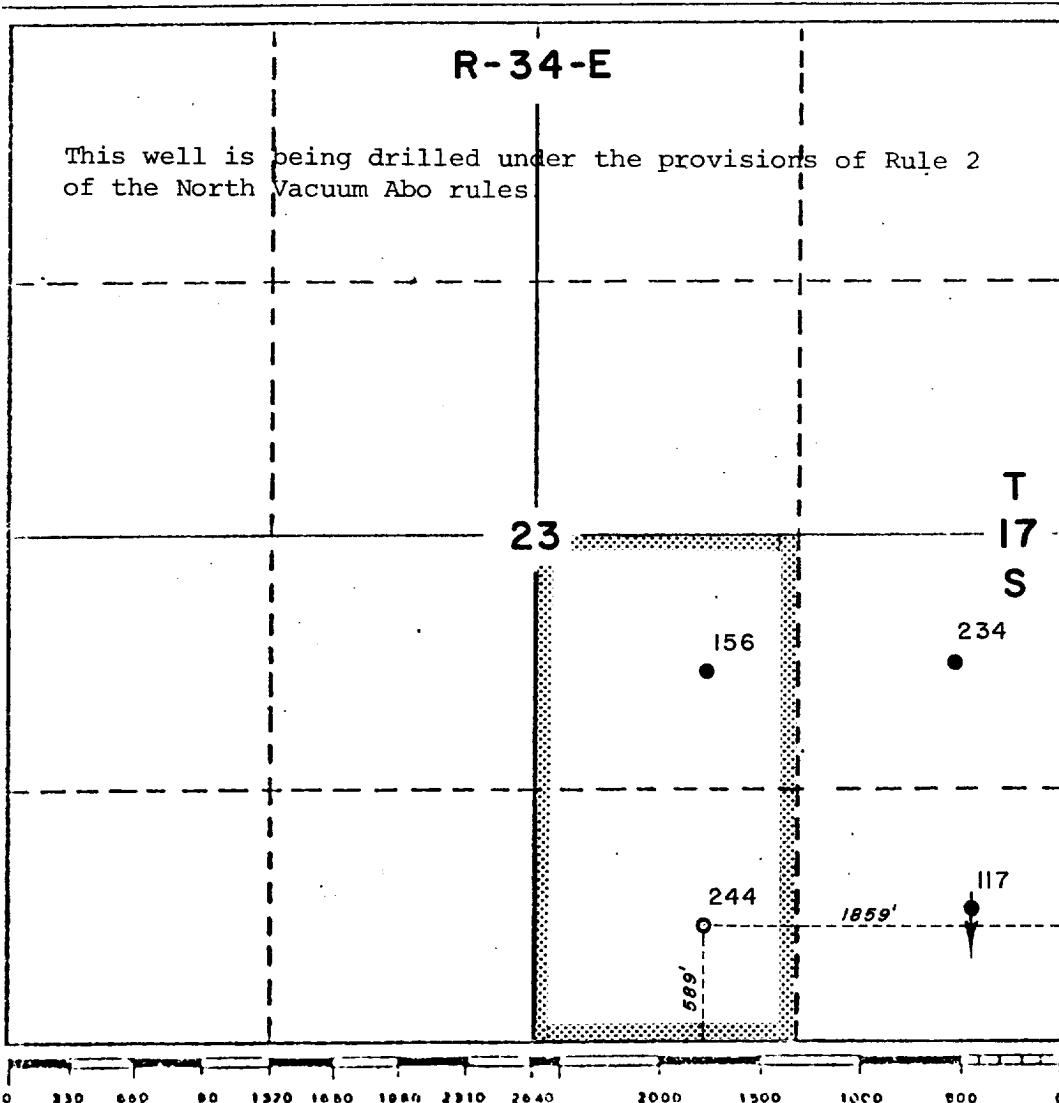 R-34-E
This well is being drilled under the provisions of Rule 2
of the North Vacuum Abo rules
T
17
S
23
156
234
244
117
1859'
589'
0 330 660 90 1320 1650 1980 2310 2640 2000 1500 1000 500